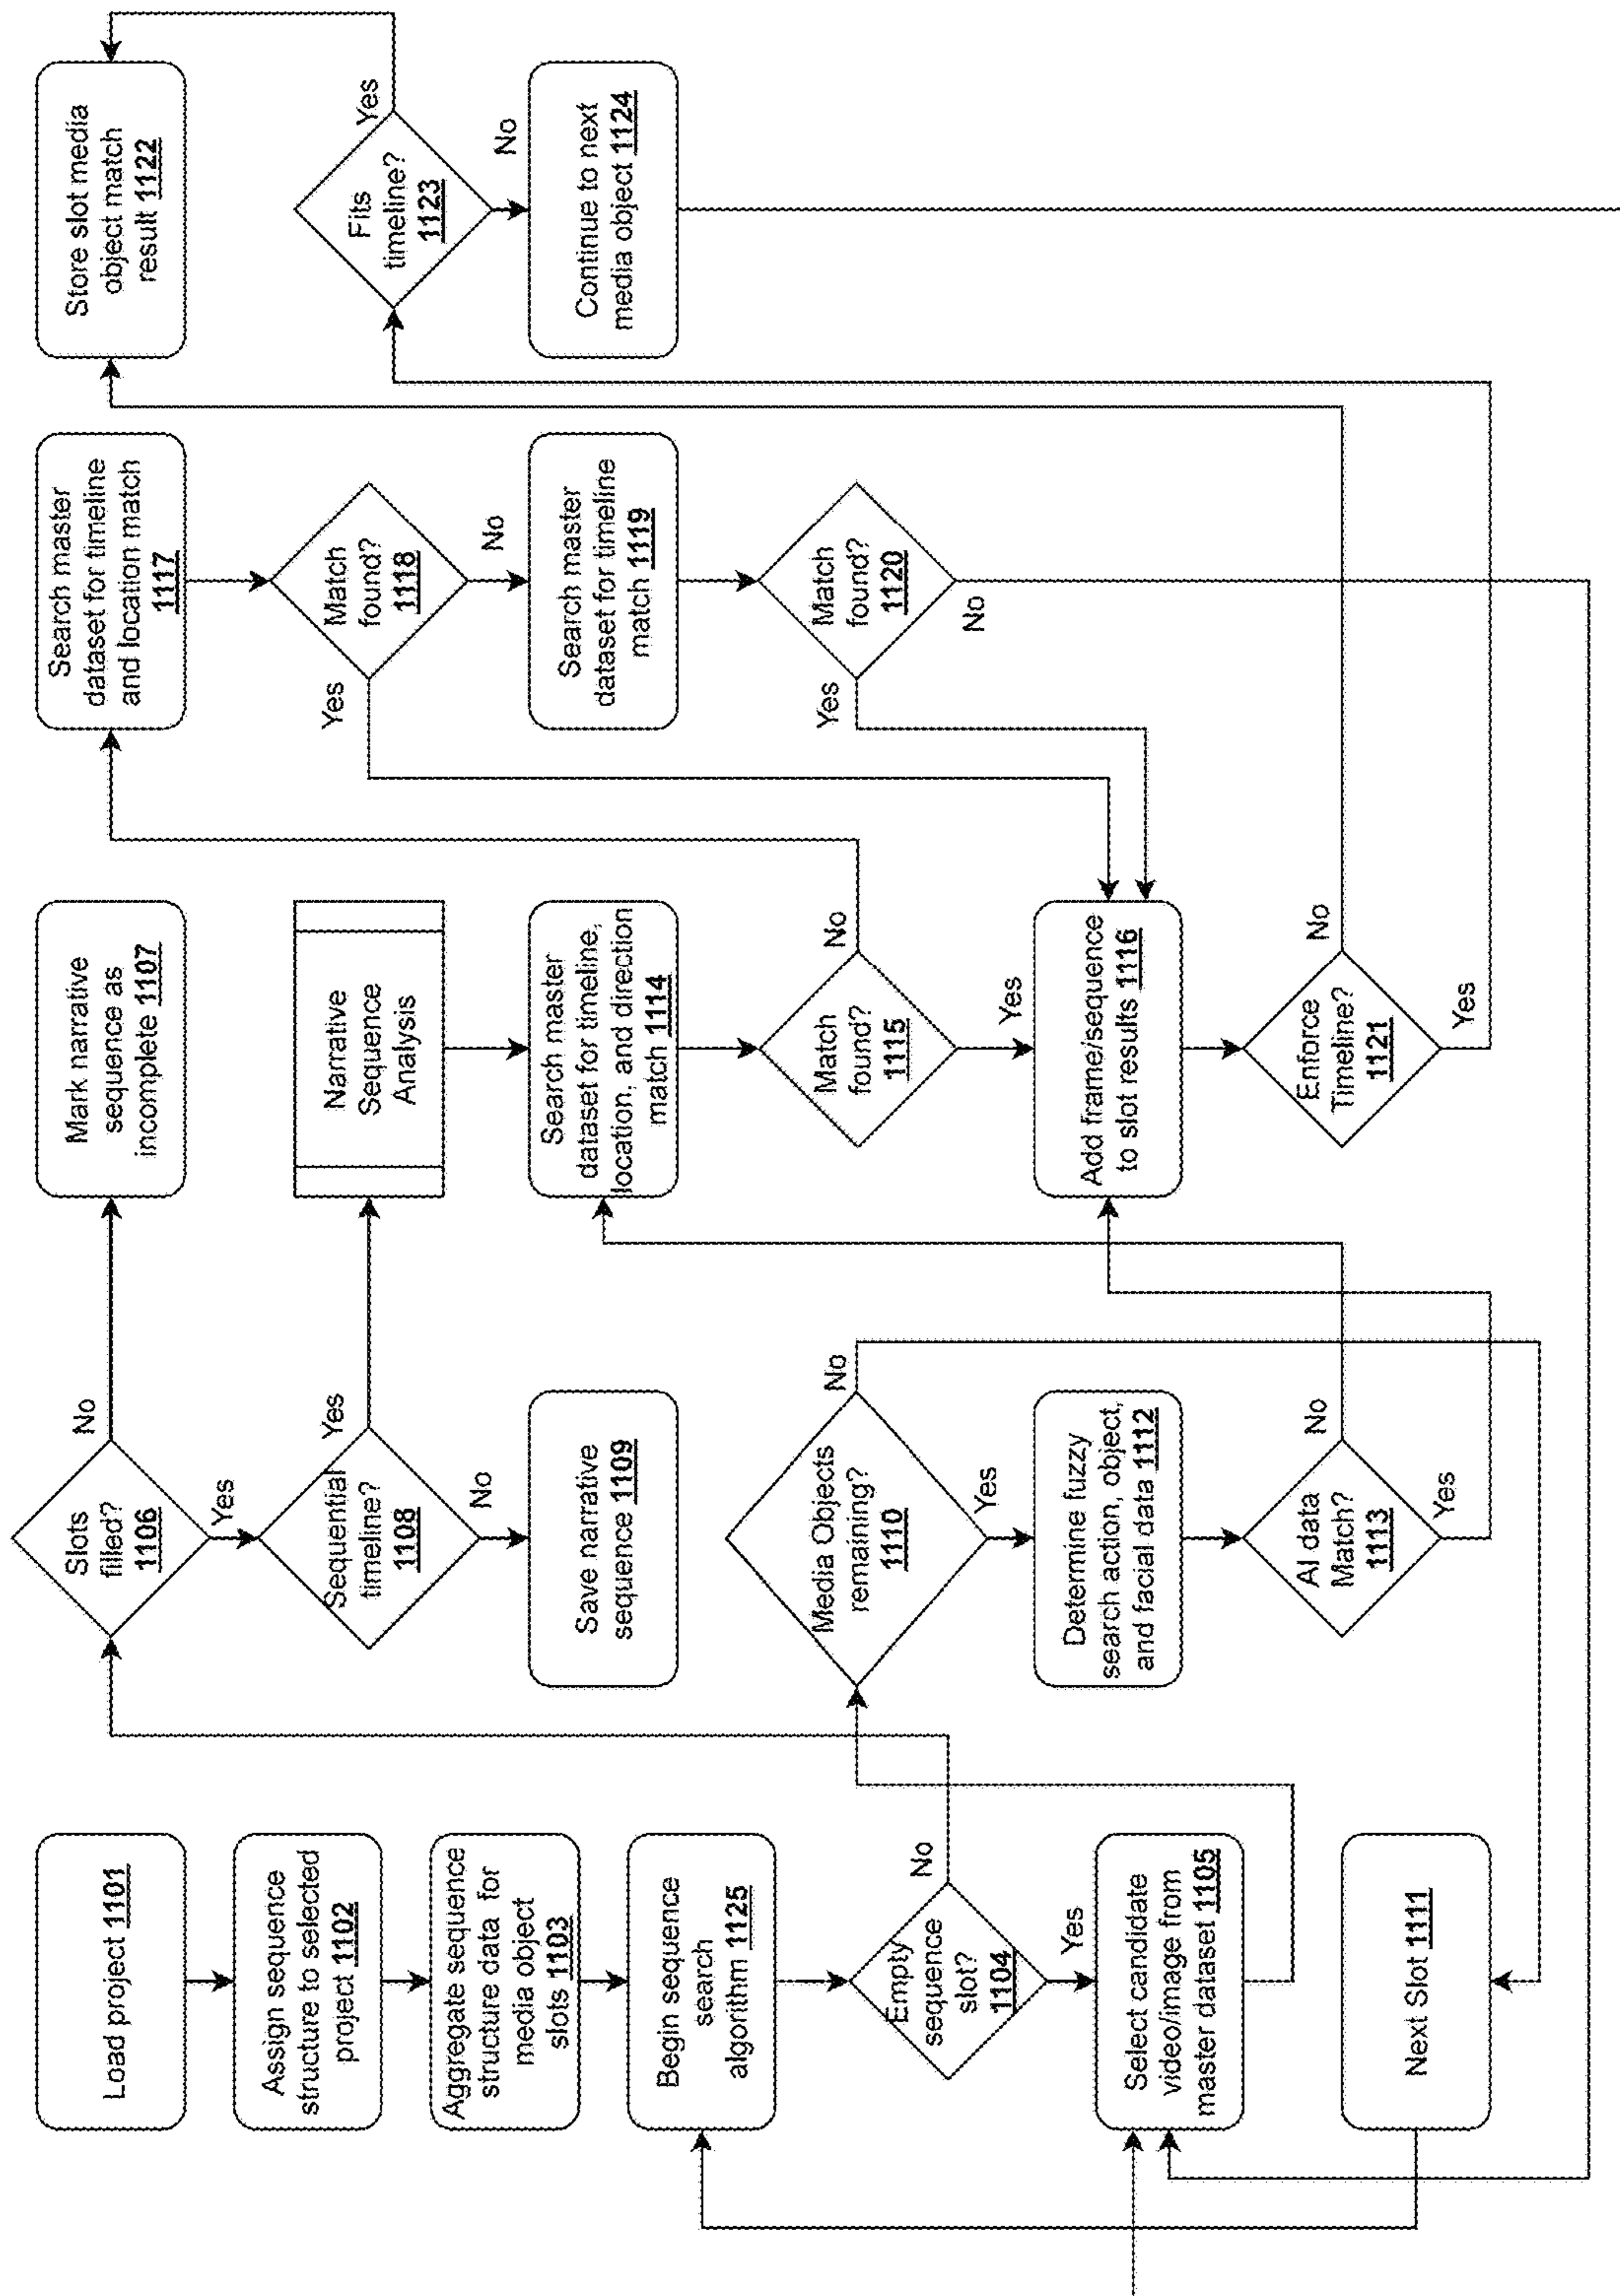 Load project 1101
Assign sequence
structure to selected
project 1102
Aggregate sequence
structure data for
media object
slots 1103
Begin sequence
search
algorithm 1125
Empty
sequence
slot?
1104
No
Yes
Select candidate
video/image from
master dataset 1105
Next Slot 1111
Slots
filled?
1106
No
Yes
Sequential
timeline?
1108
Yes
No
Save narrative
sequence 1109
Media Objects
remaining?
1110
No
Yes
Determine fuzzy
search action, object,
and facial data 1112
AI data
Match?
1113
No
Yes
Mark narrative
sequence as
incomplete 1107
Narrative
Sequence
Analysis
Search master
dataset for timeline,
location, and direction
match 1114
Match
found?
1115
No
Yes
Add frame/sequence
to slot results 1116
Enforce
Timeline?
1121
No
Yes
Search master
dataset for timeline
and location match
1117
Match
found?
1118
Yes
No
Search master
dataset for timeline
match 1119
Match
found?
1120
Yes
No
Store slot media
object match
result 1122
Fits
timeline?
1123
Yes
No
Continue to next
media object 1124